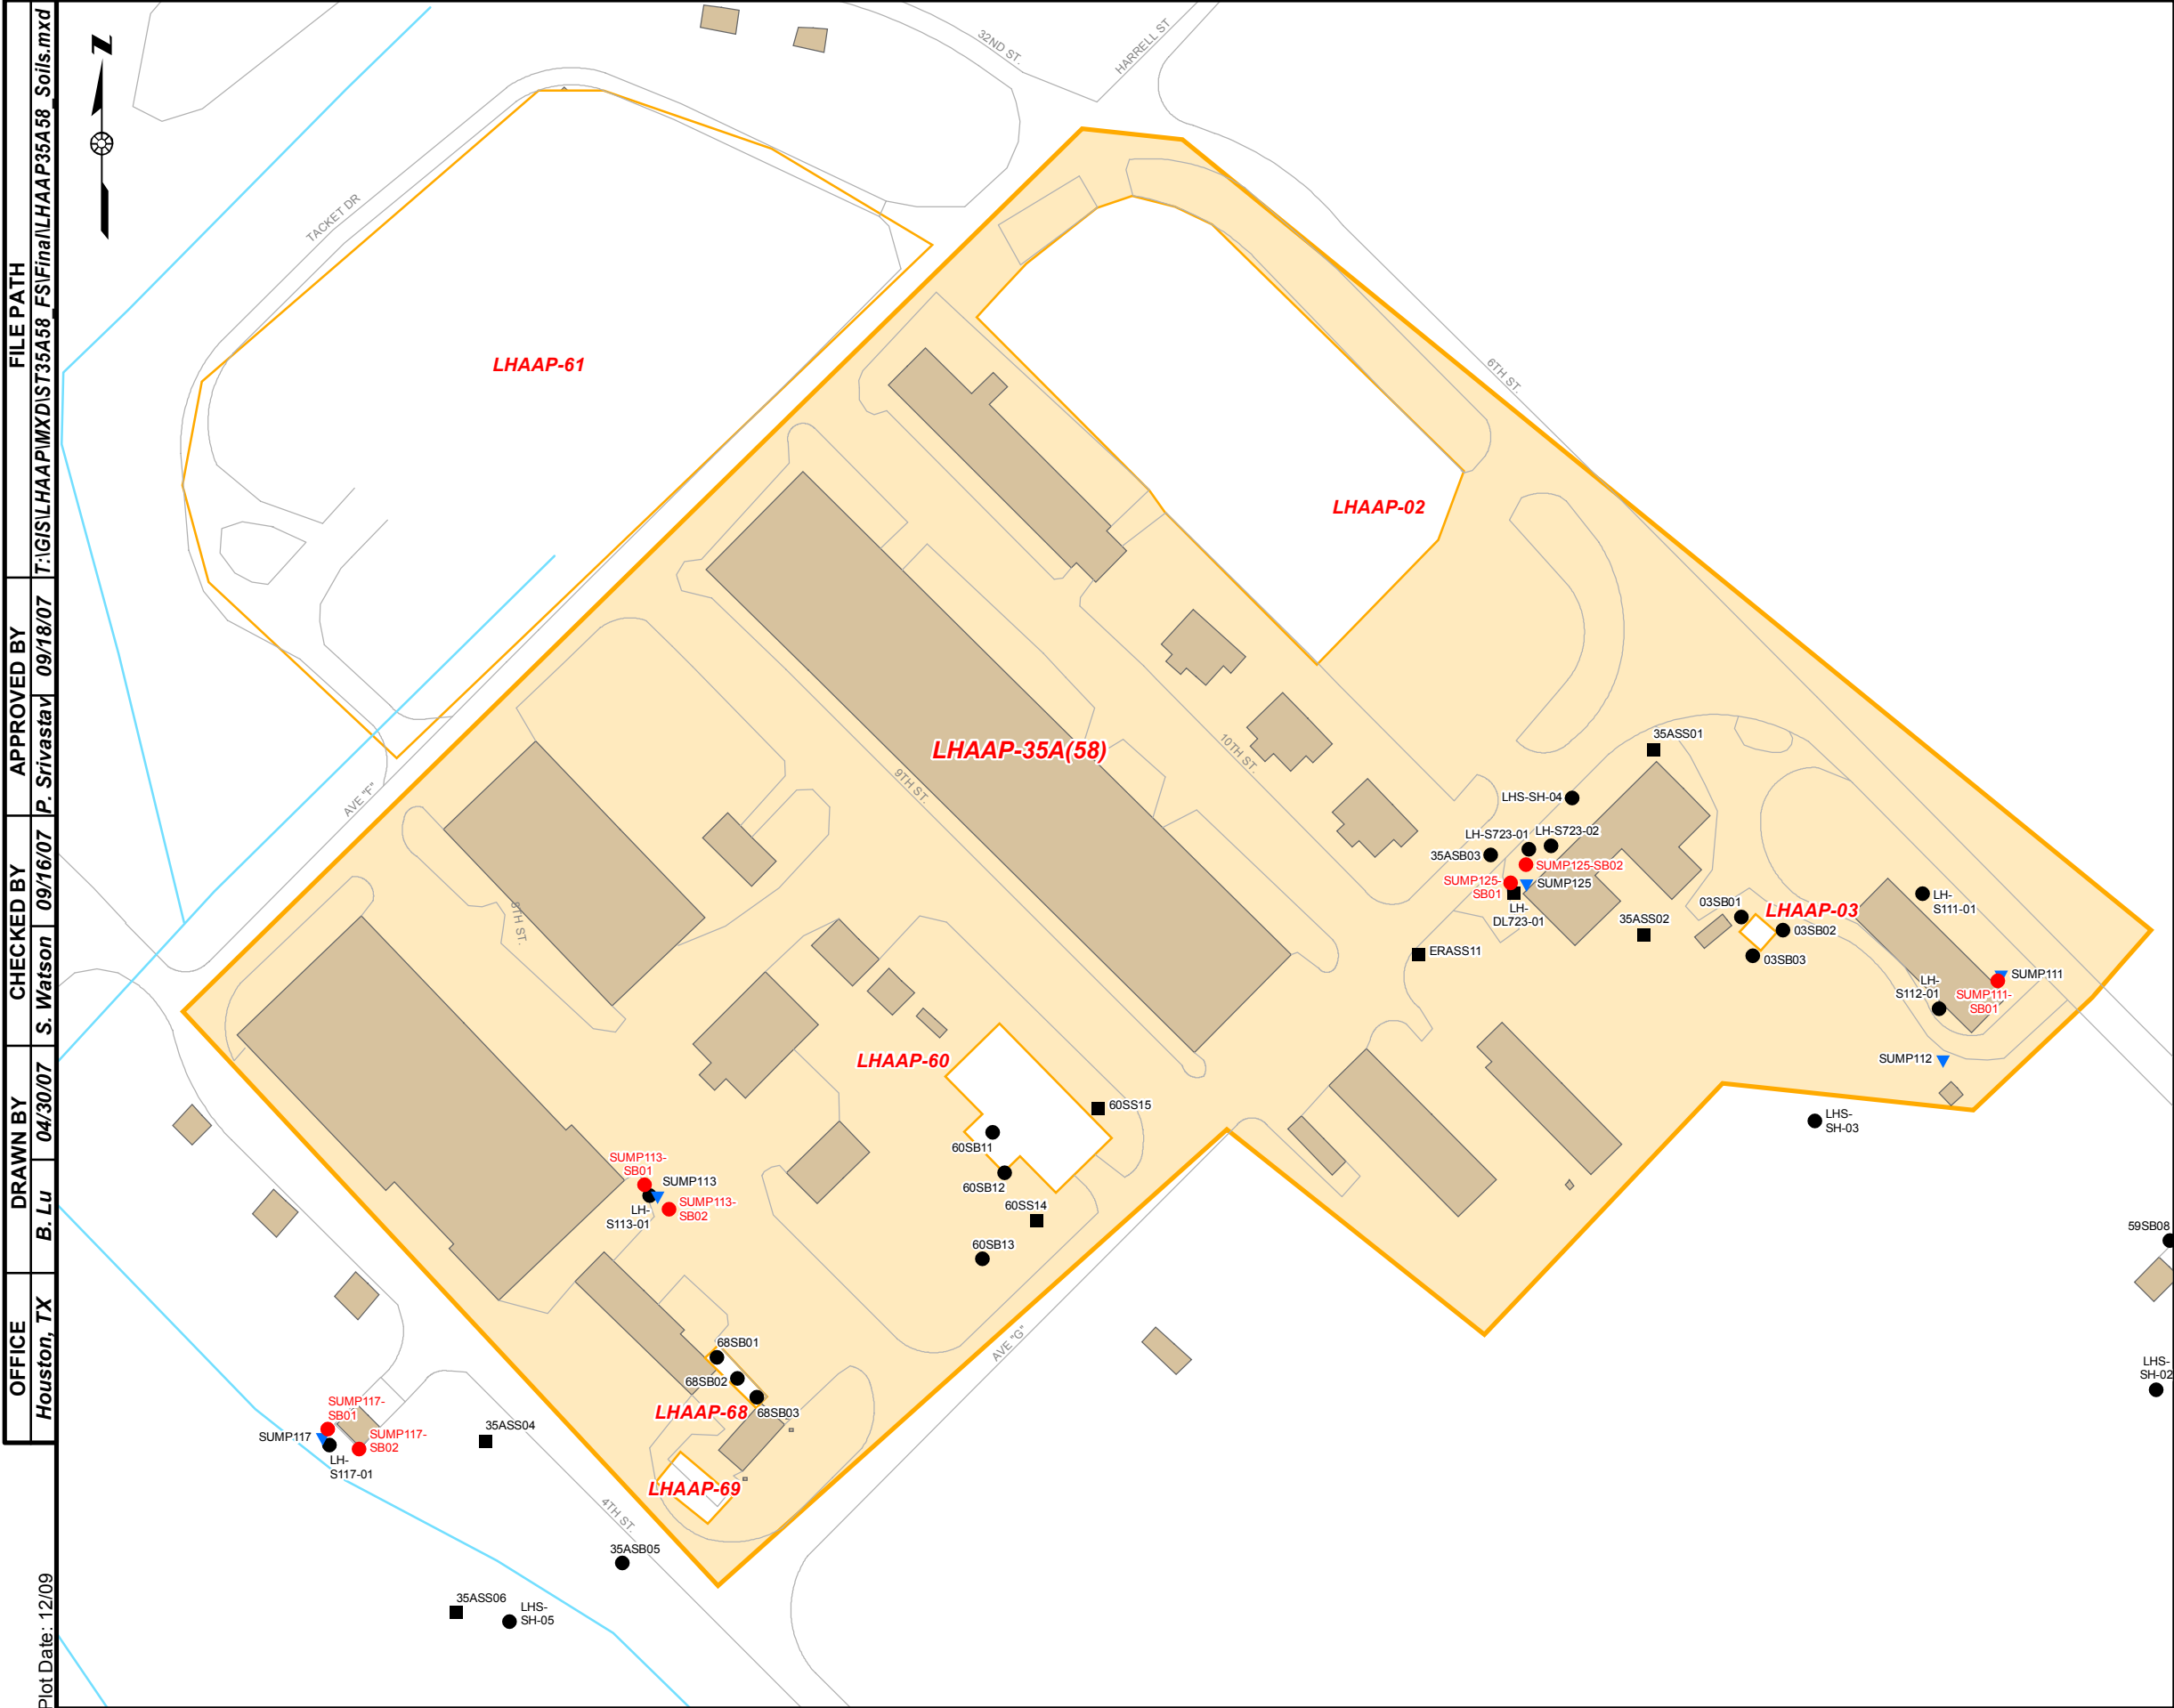 FILE PATH
T:\GIS\LHAAP\MXD\ST35A58_FS\Final\LHAAP35A58_Soils.mxd
APPROVED BY
P. Srivastav 09/18/07
CHECKED BY
S. Watson 09/16/07
DRAWN BY
B. Lu 04/30/07
OFFICE
Houston, TX
Plot Date: 12/09
N
32ND ST.
HARRELL ST
TACKET DR
LHAAP-61
6TH ST.
LHAAP-02
LHAAP-35A(58)
10TH ST.
9TH ST.
AVE "F"
8TH ST.
35ASS01
LHS-SH-04
LH-S723-01
LH-S723-02
35ASB03
SUMP125-SB02
SUMP125-
SB01
SUMP125
LH-
DL723-01
35ASS02
ERASS11
03SB01
LHAAP-03
03SB02
03SB03
LH-
S111-01
LH-
S112-01
SUMP111
SUMP111-
SB01
SUMP112
LHS-
SH-03
LHAAP-60
60SS15
60SB11
60SB12
60SS14
60SB13
SUMP113-
SB01
SUMP113
LH-
S113-01
SUMP113-
SB02
59SB08
LHS-
SH-02
AVE "G"
68SB01
68SB02
68SB03
LHAAP-68
LHAAP-69
SUMP117-
SB01
SUMP117
SUMP117-
SB02
LH-
S117-01
35ASS04
4TH ST.
35ASB05
35ASS06
LHS-
SH-05